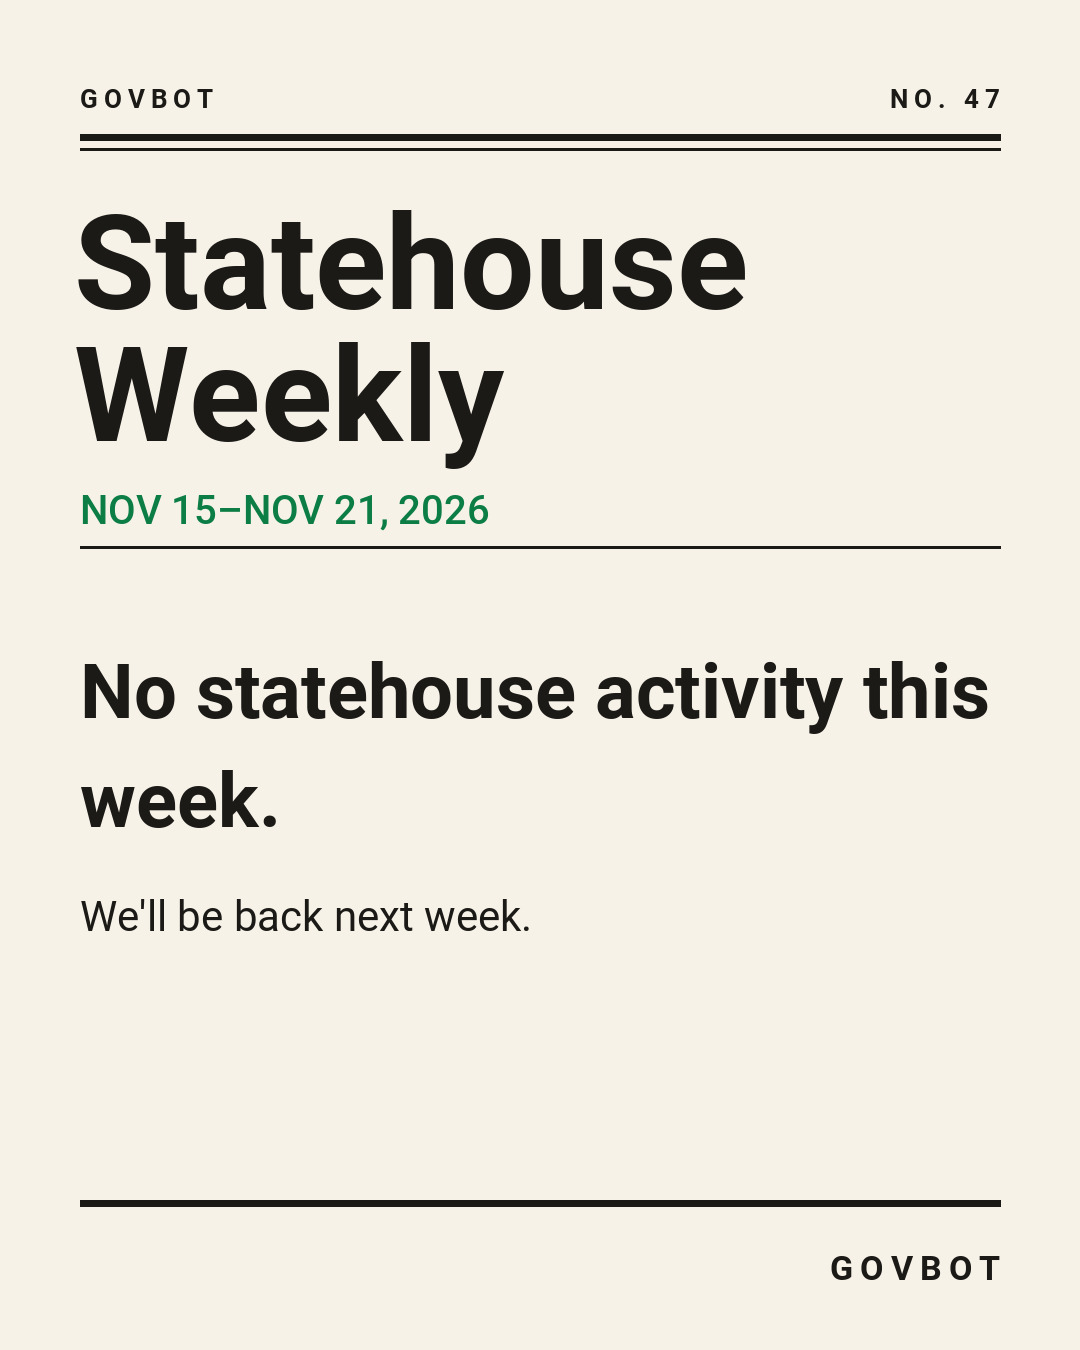 GOVBOT
NO. 47
Statehouse
Weekly
NOV 15–NOV 21, 2026
No statehouse activity this
week.
We'll be back next week.
GOVBOT